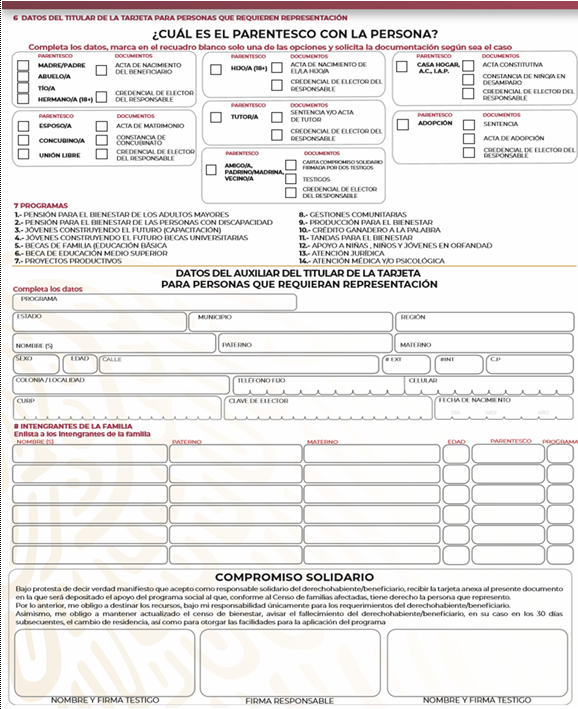 6 DATOS DEL TITULAR DE LA TARJETA PARA PERSONAS QUE REQUIEREN REPRESENTACIÓN
¿CUÁL ES EL PARENTESCO CON LA PERSONA?
Completa los datos, marca en el recuadro blanco solo una de las opciones y solicita la documentación según sea el caso
PARENTESCO
DOCUMENTOS
MADRE/PADRE
ABUELO/A
TÍO/A
HERMANO/A (18+)
ACTA DE NACIMIENTO
DEL BENEFICIARIO
CREDENCIAL DE ELECTOR
DEL RESPONSABLE
PARENTESCO
DOCUMENTOS
HIJO/A (18+)
ACTA DE NACIMIENTO DE
EL/LA HIJO/A
CREDENCIAL DE ELECTOR DEL
RESPONSABLE
PARENTESCO
DOCUMENTOS
CASA HOGAR,
A.C., I.A.P.
ACTA CONSTITUTIVA
CONSTANCIA DE NIÑO/A EN
DESAMPARO
CREDENCIAL DE ELECTOR DEL
RESPONSABLE
PARENTESCO
DOCUMENTOS
ESPOSO/A
CONCUBINO/A
UNIÓN LIBRE
ACTA DE MATRIMONIO
CONSTANCIA DE
CONCUBINATO
CREDENCIAL DE ELECTOR
DEL RESPONSABLE
PARENTESCO
DOCUMENTOS
TUTOR/A
SENTENCIA Y/O ACTA
DE TUTOR
CREDENCIAL DE ELECTOR DEL
RESPONSABLE
PARENTESCO
DOCUMENTOS
ADOPCIÓN
SENTENCIA
ACTA DE ADOPCIÓN
CREDENCIAL DE ELECTOR DEL
RESPONSABLE
PARENTESCO
DOCUMENTOS
AMIGO/A,
PADRINO/MADRINA,
VECINO/A
CARTA COMPROMISO SOLIDARIO
FIRMADA POR DOS TESTIGOS
TESTIGOS
CREDENCIAL DE ELECTOR
DEL RESPONSABLE
7 PROGRAMAS
1.- PENSIÓN PARA EL BIENESTAR DE LOS ADULTOS MAYORES
2.- PENSIÓN PARA EL BIENESTAR DE LAS PERSONAS CON DISCAPACIDAD
3.- JÓVENES CONSTRUYENDO EL FUTURO (CAPACITACIÓN)
4.- JÓVENES CONSTRUYENDO EL FUTURO BECAS UNIVERSITARIAS
5.- BECAS DE FAMILIA (EDUCACIÓN BÁSICA
6.- BECA DE EDUCACIÓN MEDIO SUPERIOR
7.- PROYECTOS PRODUCTIVOS
8.- GESTIONES COMUNITARIAS
9.- PRODUCCIÓN PARA EL BIENESTAR
10.- CRÉDITO GANADERO A LA PALABRA
11.- TANDAS PARA EL BIENESTAR
12.- APOYO A NIÑAS , NIÑOS Y JÓVENES EN ORFANDAD
13.- ATENCIÓN JURÍDICA
14.- ATENCIÓN MÉDICA Y/O PSICOLÓGICA
DATOS DEL AUXILIAR DEL TITULAR DE LA TARJETA
PARA PERSONAS QUE REQUIERAN REPRESENTACIÓN
Completa los datos
PROGRAMA
ESTADO MUNICIPIO REGIÓN
NOMBRE (S) PATERNO MATERNO
SEXO EDAD CALLE # EXT #INT C.P
COLONIA / LOCALIDAD TELÉFONO FIJO CELULAR
CURP CLAVE DE ELECTOR FECHA DE NACIMIENTO
8 INTENGRANTES DE LA FAMILIA
Enlista a los intengrantes de la familia
NOMBRE (S) PATERNO MATERNO EDAD PARENTESCO PROGRAMA
COMPROMISO SOLIDARIO
Bajo protesta de decir verdad manifiesto que acepto como responsable solidario del derechohabiente/beneficiario, recibir la tarjeta anexa al presente documento
en la que será depositado el apoyo del programa social al que, conforme al Censo de familias afectadas, tiene derecho la persona que represento.
Por lo anterior, me obligo a destinar los recursos, bajo mi responsabilidad únicamente para los requerimientos del derechohabiente/beneficiario.
Asimismo, me obligo a mantener actualizado el censo de bienestar, avisar el fallecimiento del derechohabiente/beneficiario, en su caso en los 30 días
subsecuentes, el cambio de residencia, así como para otorgar las facilidades para la aplicación del programa
NOMBRE Y FIRMA TESTIGO FIRMA RESPONSABLE NOMBRE Y FIRMA TESTIGO